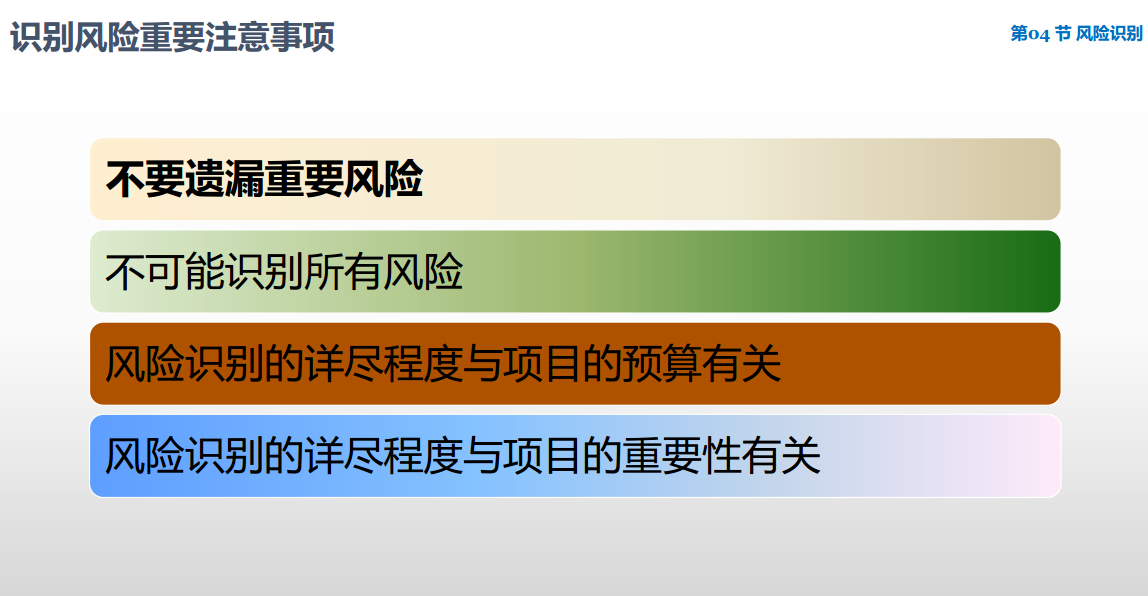 识别风险重要注意事项
第04 节 风险识别
不要遗漏重要风险
不可能识别所有风险
风险识别的详尽程度与项目的预算有关
风险识别的详尽程度与项目的重要性有关